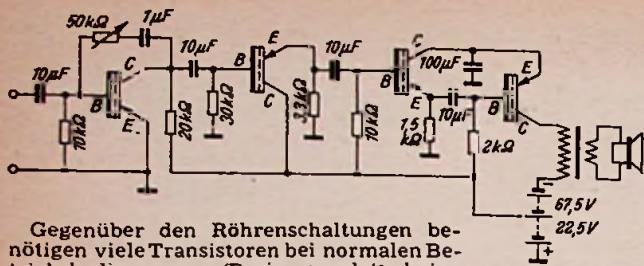 50kΩ
1µF
10µF
B
C
E
10kΩ
20kΩ
10µF
30kΩ
B
E
C
3,3kΩ
10µF
10kΩ
B
C
E
1,5
kΩ
10µF
100µF
2kΩ
B
E
C
67,5V
22,5V
Gegenüber den Röhrenschaltungen be-
nötigen viele Transistoren bei normalen Be-